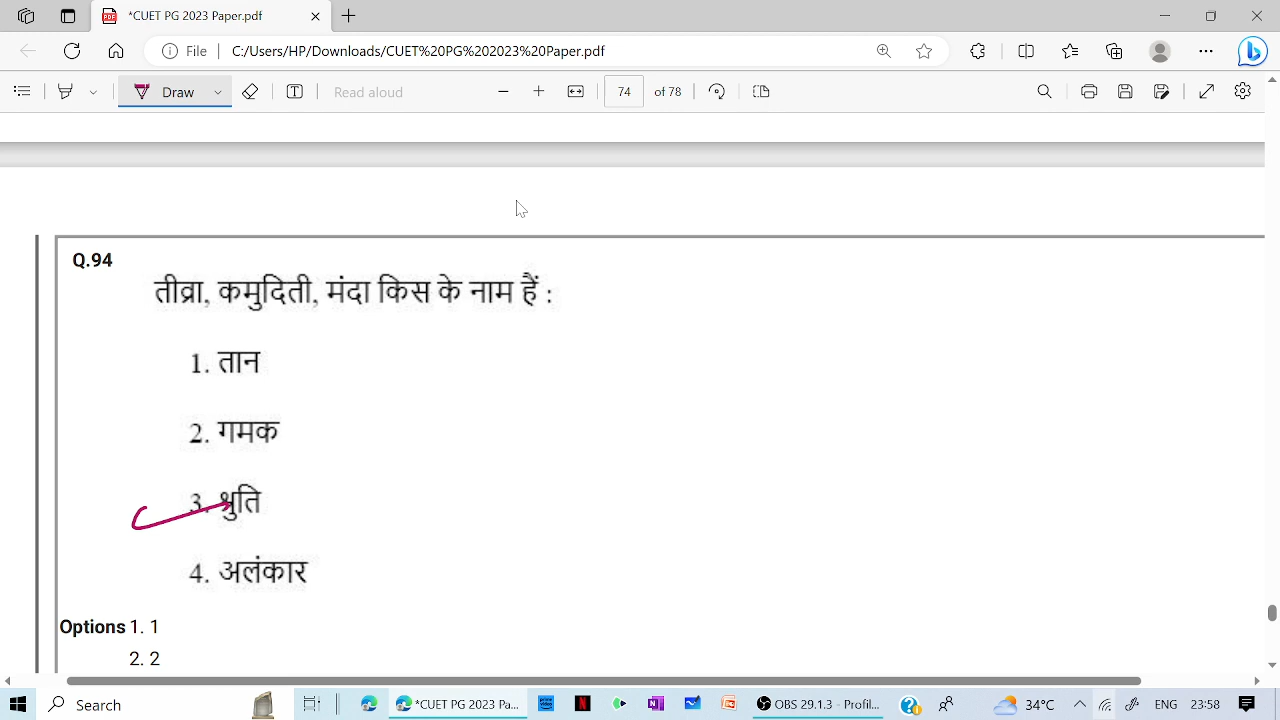 *CUET PG 2023 Paper.pdf
File
C:/Users/HP/Downloads/CUET%20PG%202023%20Paper.pdf
Draw
Read aloud
74
of 78
Q.94
तीव्रा, कमुदिती, मंदा किस के नाम हैं :
1. तान
2. गमक
3. श्रुति
4. अलंकार
Options 1. 1
2. 2
Search
*CUET PG 2023 Pa...
OBS 29.1.3 - Profil...
34°C
ENG
23:58